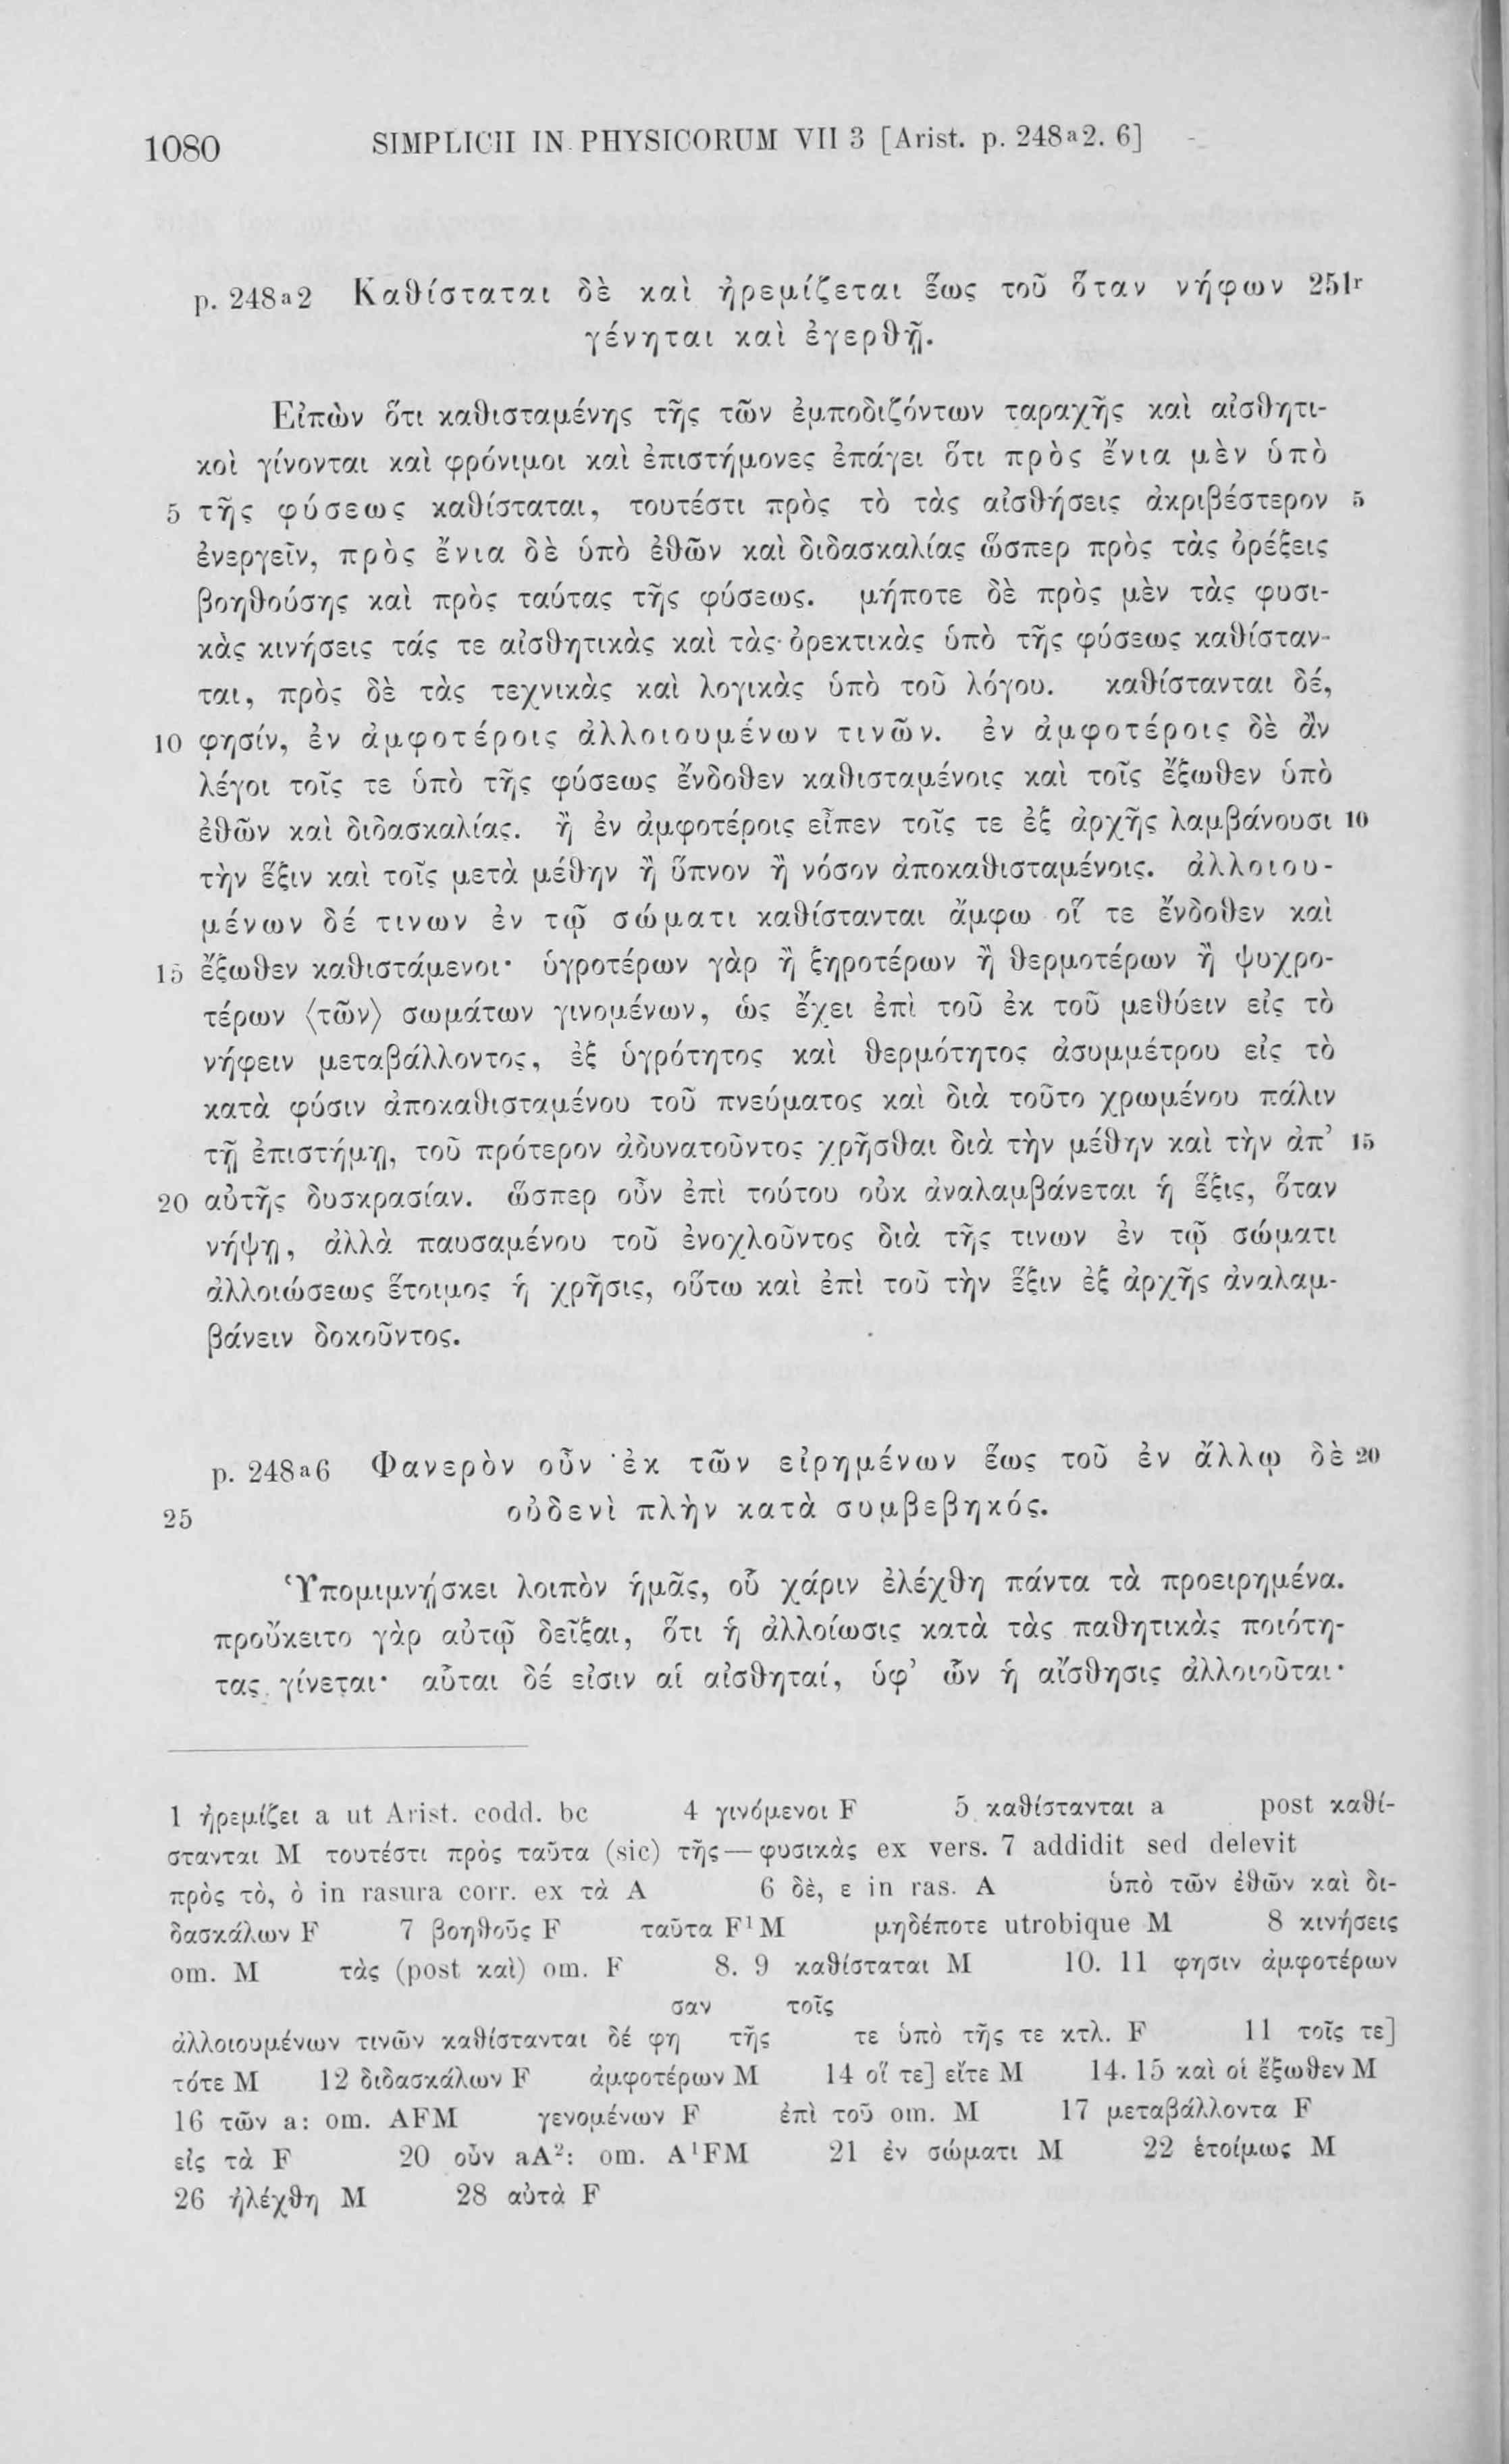 1080 SIMPLICII IN PHYSICORUM VII 3 [Arist. p. 248a2. 6]
p. 248a2 Καθίσταται δὲ καὶ ἠρεμίζεται ἕως τοῦ ὅταν νήφων 251r
γένηται καὶ ἐγερθῇ.
Εἰπὼν ὅτι καθισταμένης τῆς τῶν ἐμποδιζόντων ταραχῆς καὶ αἰσθητι-
κοὶ γίνονται καὶ φρόνιμοι καὶ ἐπιστήμονες ἐπάγει ὅτι πρὸς ἔνια μὲν ὑπὸ
5 τῆς φύσεως καθίσταται, τουτέστι πρὸς τὸ τὰς αἰσθήσεις ἀκριβέστερον 5
ἐνεργεῖν, πρὸς ἔνια δὲ ὑπὸ ἐθῶν καὶ διδασκαλίας ὥσπερ πρὸς τὰς ὀρέξεις
βοηθούσης καὶ πρὸς ταύτας τῆς φύσεως. μήποτε δὲ πρὸς μὲν τὰς φυσι-
κὰς κινήσεις τάς τε αἰσθητικὰς καὶ τὰς ὀρεκτικὰς ὑπὸ τῆς φύσεως καθίσταν-
ται, πρὸς δὲ τὰς τεχνικὰς καὶ λογικὰς ὑπὸ τοῦ λόγου. καθίστανται δέ,
10 φησίν, ἐν ἀμφοτέροις ἀλλοιουμένων τινῶν. ἐν ἀμφοτέροις δὲ ἂν
λέγοι τοῖς τε ὑπὸ τῆς φύσεως ἔνδοθεν καθισταμένοις καὶ τοῖς ἔξωθεν ὑπὸ
ἐθῶν καὶ διδασκαλίας. ἢ ἐν ἀμφοτέροις εἶπεν τοῖς τε ἐξ ἀρχῆς λαμβάνουσι 10
τὴν ἕξιν καὶ τοῖς μετὰ μέθην ἢ ὕπνον ἢ νόσον ἀποκαθισταμένοις. ἀλλοιου-
μένων δέ τινων ἐν τῷ σώματι καθίστανται ἄμφω οἵ τε ἔνδοθεν καὶ
15 ἔξωθεν καθιστάμενοι· ὑγροτέρων γὰρ ἢ ξηροτέρων ἢ θερμοτέρων ἢ ψυχρο-
τέρων ⟨τῶν⟩ σωμάτων γινομένων, ὡς ἔχει ἐπὶ τοῦ ἐκ τοῦ μεθύειν εἰς τὸ
νήφειν μεταβάλλοντος, ἐξ ὑγρότητος καὶ θερμότητος ἀσυμμέτρου εἰς τὸ
κατὰ φύσιν ἀποκαθισταμένου τοῦ πνεύματος καὶ διὰ τοῦτο χρωμένου πάλιν
τῇ ἐπιστήμῃ, τοῦ πρότερον ἀδυνατοῦντος χρῆσθαι διὰ τὴν μέθην καὶ τὴν ἀπ’ 15
20 αὐτῆς δυσκρασίαν. ὥσπερ οὖν ἐπὶ τούτου οὐκ ἀναλαμβάνεται ἡ ἕξις, ὅταν
νήψῃ, ἀλλὰ παυσαμένου τοῦ ἐνοχλοῦντος διὰ τῆς τινων ἐν τῷ σώματι
ἀλλοιώσεως ἕτοιμος ἡ χρῆσις, οὕτω καὶ ἐπὶ τοῦ τὴν ἕξιν ἐξ ἀρχῆς ἀναλαμ-
βάνειν δοκοῦντος.
p. 248a6 Φανερὸν οὖν ἐκ τῶν εἰρημένων ἕως τοῦ ἐν ἄλλῳ δὲ 20
25 οὐδενὶ πλὴν κατὰ συμβεβηκός.
Ὑπομιμνῄσκει λοιπὸν ἡμᾶς, οὗ χάριν ἐλέχθη πάντα τὰ προειρημένα.
προὔκειτο γὰρ αὐτῷ δεῖξαι, ὅτι ἡ ἀλλοίωσις κατὰ τὰς παθητικὰς ποιότη-
τας γίνεται· αὗται δέ εἰσιν αἱ αἰσθηταί, ὑφ’ ὧν ἡ αἴσθησις ἀλλοιοῦται·
1 ἠρεμίζει a ut Arist. codd. bc 4 γινόμενοι F 5 καθίστανται a post καθί-
στανται M τουτέστι πρὸς ταῦτα (sic) τῆς — φυσικὰς ex vers. 7 addidit sed delevit
πρὸς τὸ, ὸ in rasura corr. ex τὰ A 6 δὲ, ε in ras. A ὑπὸ τῶν ἐθῶν καὶ δι-
δασκάλων F 7 βοηθοῦς F ταῦτα F¹M μηδέποτε utrobique M 8 κινήσεις
om. M τὰς (post καὶ) om. F 8. 9 καθίσταται M 10. 11 φησιν ἀμφοτέρων
σαν τοῖς
ἀλλοιουμένων τινῶν καθίστανται δέ φη τῆς τε ὑπὸ τῆς τε κτλ. F 11 τοῖς τε]
τότε M 12 διδασκάλων F ἀμφοτέρων M 14 οἵ τε] εἴτε M 14. 15 καὶ οἱ ἔξωθεν M
16 τῶν a: om. AFM γενομένων F ἐπὶ τοῦ om. M 17 μεταβάλλοντα F
εἰς τὰ F 20 οὖν aA²: om. A¹FM 21 ἐν σώματι M 22 ἑτοίμως M
26 ἠλέχθη M 28 αὐτὰ F